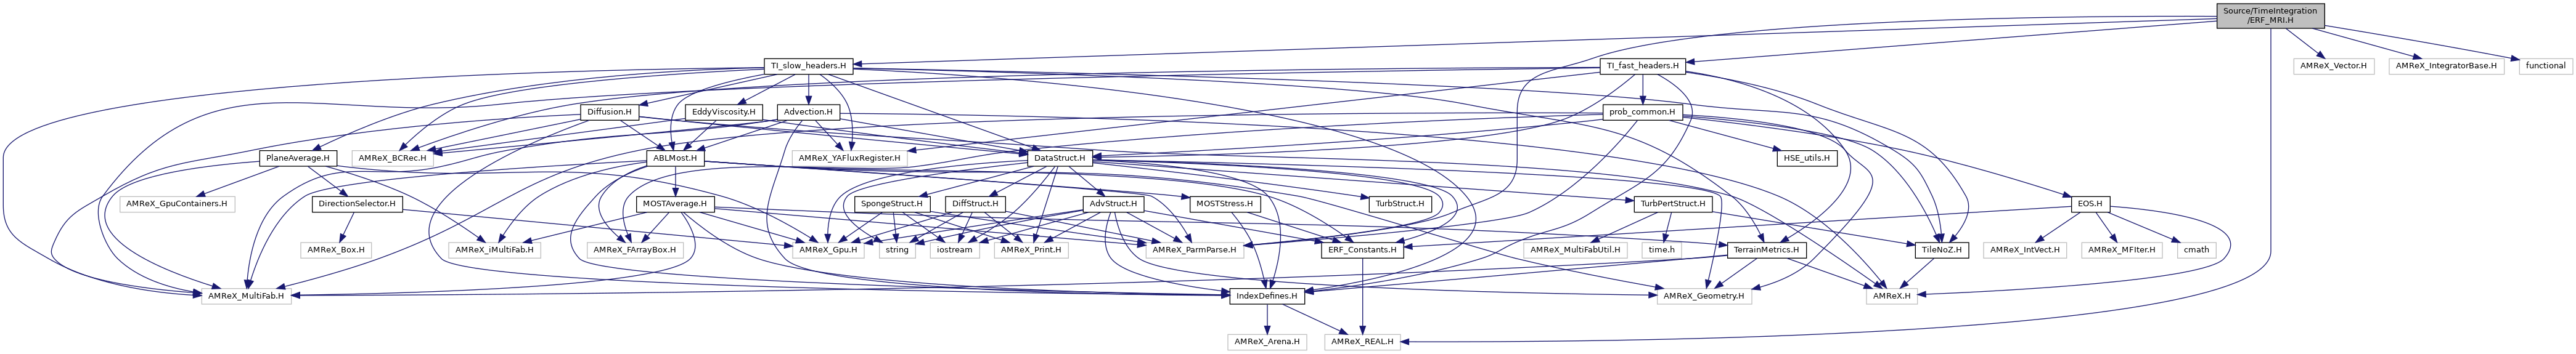 Source/TimeIntegration
/ERF_MRI.H
TI_slow_headers.H
TI_fast_headers.H
AMReX_Vector.H
AMReX_IntegratorBase.H
functional
Diffusion.H
EddyViscosity.H
Advection.H
prob_common.H
PlaneAverage.H
AMReX_BCRec.H
ABLMost.H
AMReX_YAFluxRegister.H
DataStruct.H
HSE_utils.H
AMReX_GpuContainers.H
DirectionSelector.H
MOSTAverage.H
SpongeStruct.H
DiffStruct.H
AdvStruct.H
MOSTStress.H
TurbStruct.H
TurbPertStruct.H
EOS.H
AMReX_Box.H
AMReX_iMultiFab.H
AMReX_FArrayBox.H
AMReX_Gpu.H
string
iostream
AMReX_Print.H
AMReX_ParmParse.H
ERF_Constants.H
AMReX_MultiFabUtil.H
time.h
TerrainMetrics.H
TileNoZ.H
AMReX_IntVect.H
AMReX_MFIter.H
cmath
AMReX_MultiFab.H
IndexDefines.H
AMReX_Geometry.H
AMReX.H
AMReX_Arena.H
AMReX_REAL.H